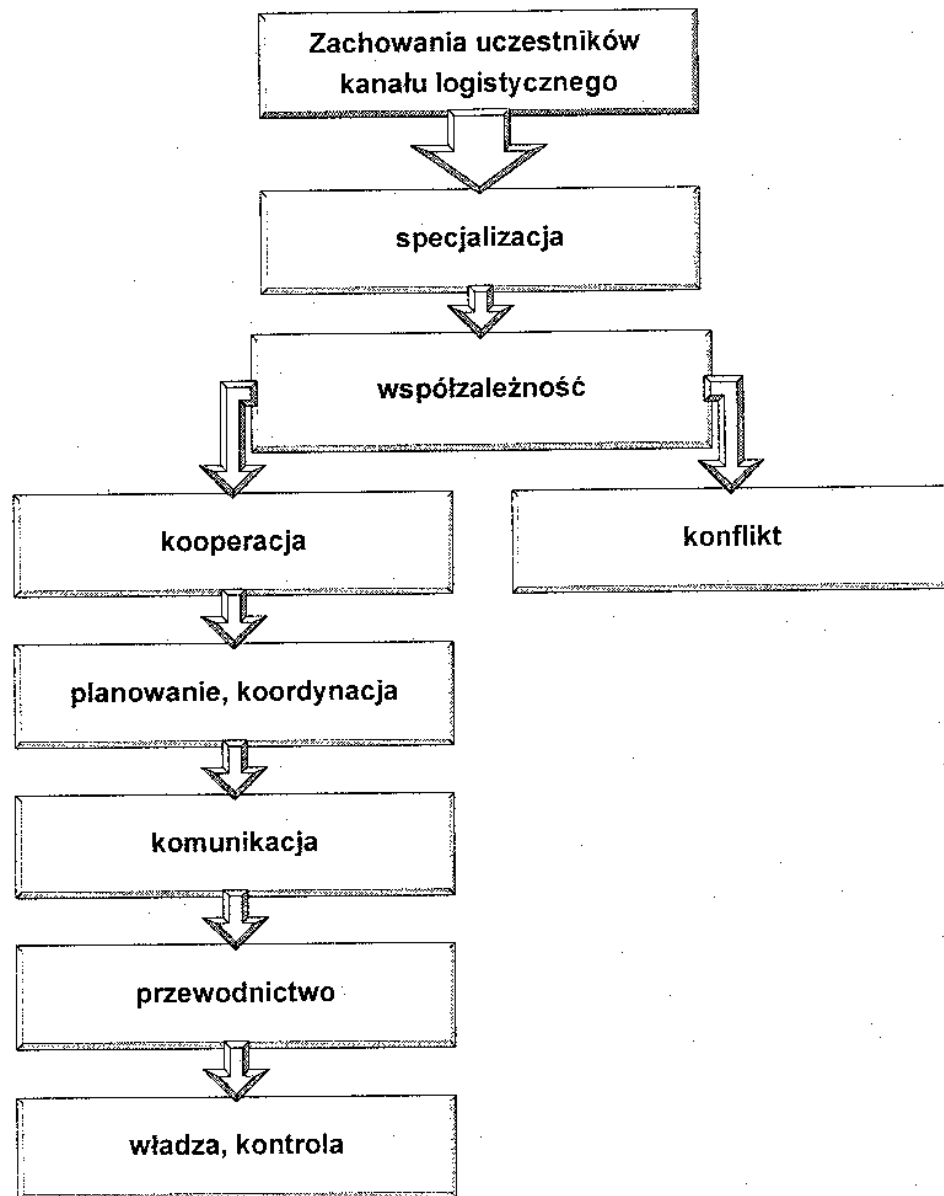 Zachowania uczestników
kanału logistycznego
specjalizacja
współzależność
kooperacja
konflikt
planowanie, koordynacja
komunikacja
przewodnictwo
władza, kontrola